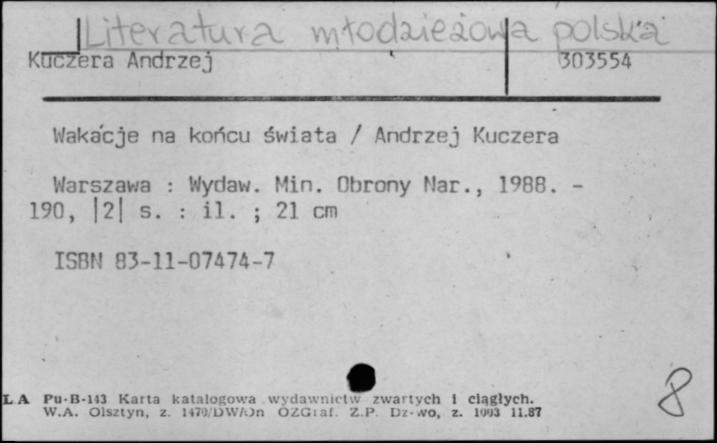 Literatura młodzieżowa polska
Kuczera Andrzej 303554
Wakacje na końcu świata / Andrzej Kuczera
Warszawa : Wydaw. Min. Obrony Nar., 1988. -
190, |2| s. : il. ; 21 cm
ISBN 83-11-07474-7
LA Pu-B-143 Karta katalogowa wydawnictw zwartych i ciągłych.
W.A. Olsztyn, z. 1470/DW/On OZGraf. Z.P. Dz-wo, z. 1003 11.87
8